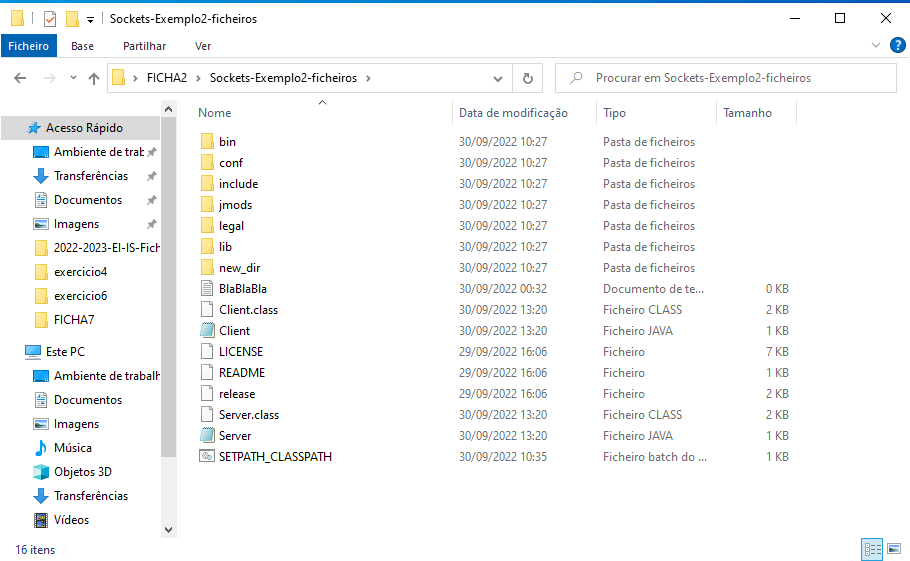 Sockets-Exemplo2-ficheiros
Ficheiro Base Partilhar Ver
FICHA2 Sockets-Exemplo2-ficheiros Procurar em Sockets-Exemplo2-ficheiros
Nome Data de modificação Tipo Tamanho
Acesso Rápido
Ambiente de trab
Transferências
Documentos
Imagens
2022-2023-EI-IS-Fich
exercicio4
exercicio6
FICHA7
Este PC
Ambiente de trabalh
Documentos
Imagens
Música
Objetos 3D
Transferências
Vídeos
bin 30/09/2022 10:27 Pasta de ficheiros
conf 30/09/2022 10:27 Pasta de ficheiros
include 30/09/2022 10:27 Pasta de ficheiros
jmods 30/09/2022 10:27 Pasta de ficheiros
legal 30/09/2022 10:27 Pasta de ficheiros
lib 30/09/2022 10:27 Pasta de ficheiros
new_dir 30/09/2022 10:27 Pasta de ficheiros
BlaBlaBla 30/09/2022 00:32 Documento de te... 0 KB
Client.class 30/09/2022 13:20 Ficheiro CLASS 2 KB
Client 30/09/2022 13:20 Ficheiro JAVA 1 KB
LICENSE 29/09/2022 16:06 Ficheiro 7 KB
README 29/09/2022 16:06 Ficheiro 1 KB
release 29/09/2022 16:06 Ficheiro 2 KB
Server.class 30/09/2022 13:20 Ficheiro CLASS 2 KB
Server 30/09/2022 13:20 Ficheiro JAVA 1 KB
SETPATH_CLASSPATH 30/09/2022 10:35 Ficheiro batch do ... 1 KB
16 itens